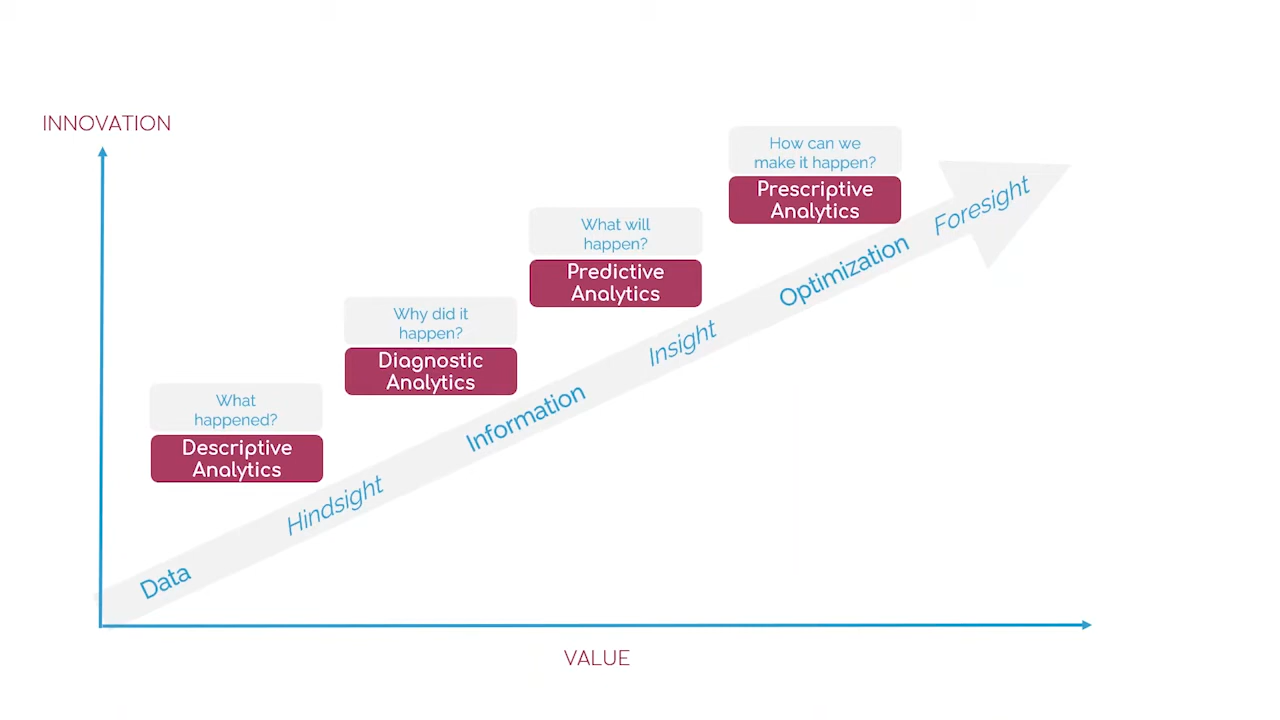 INNOVATION
How can we
make it happen?
Prescriptive
Analytics
Foresight
What will
happen?
Predictive
Analytics
Optimization
Why did it
happen?
Diagnostic
Analytics
Insight
What
happened?
Descriptive
Analytics
Information
Hindsight
Data
VALUE